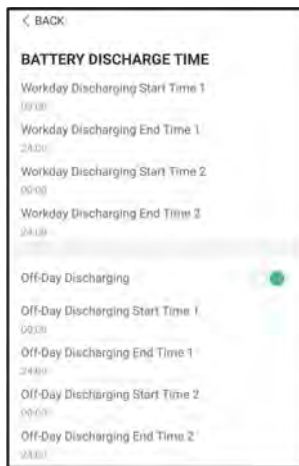 < BACK
BATTERY DISCHARGE TIME
Workday Discharging Start Time 1
00:00
Workday Discharging End Time 1
24:00
Workday Discharging Start Time 2
00:00
Workday Discharging End Time 2
24:00
Off-Day Discharging
Off-Day Discharging Start Time 1
00:00
Off-Day Discharging End Time 1
24:00
Off-Day Discharging Start Time 2
00:00
Off-Day Discharging End Time 2
24:00